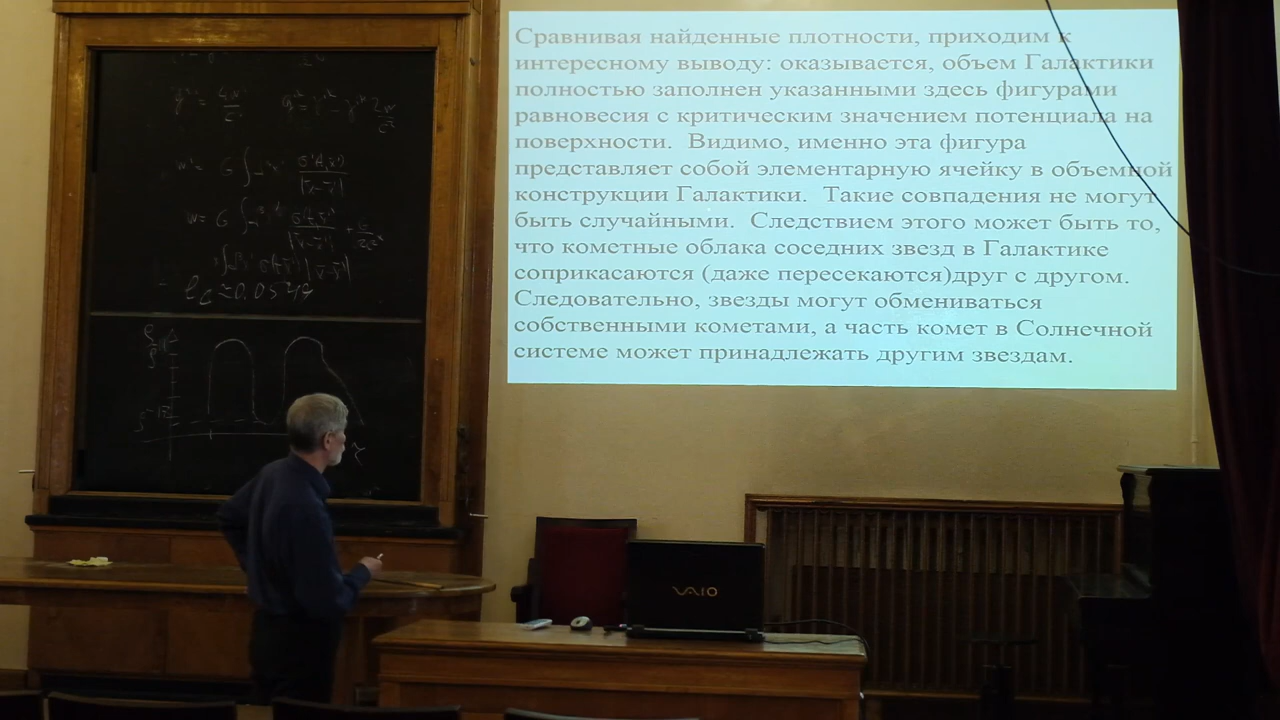 Сравнивая найденные плотности, приходим к
интересному выводу: оказывается, объем Галактики
полностью заполнен указанными здесь фигурами
равновесия с критическим значением потенциала на
поверхности.  Видимо, именно эта фигура
представляет собой элементарную ячейку в объемной
конструкции Галактики.  Такие совпадения не могут
быть случайными.  Следствием этого может быть то,
что кометные облака соседних звезд в Галактике
соприкасаются (даже пересекаются)друг с другом.
Следовательно, звезды могут обмениваться
собственными кометами, а часть комет в Солнечной
системе может принадлежать другим звездам.
VAIO